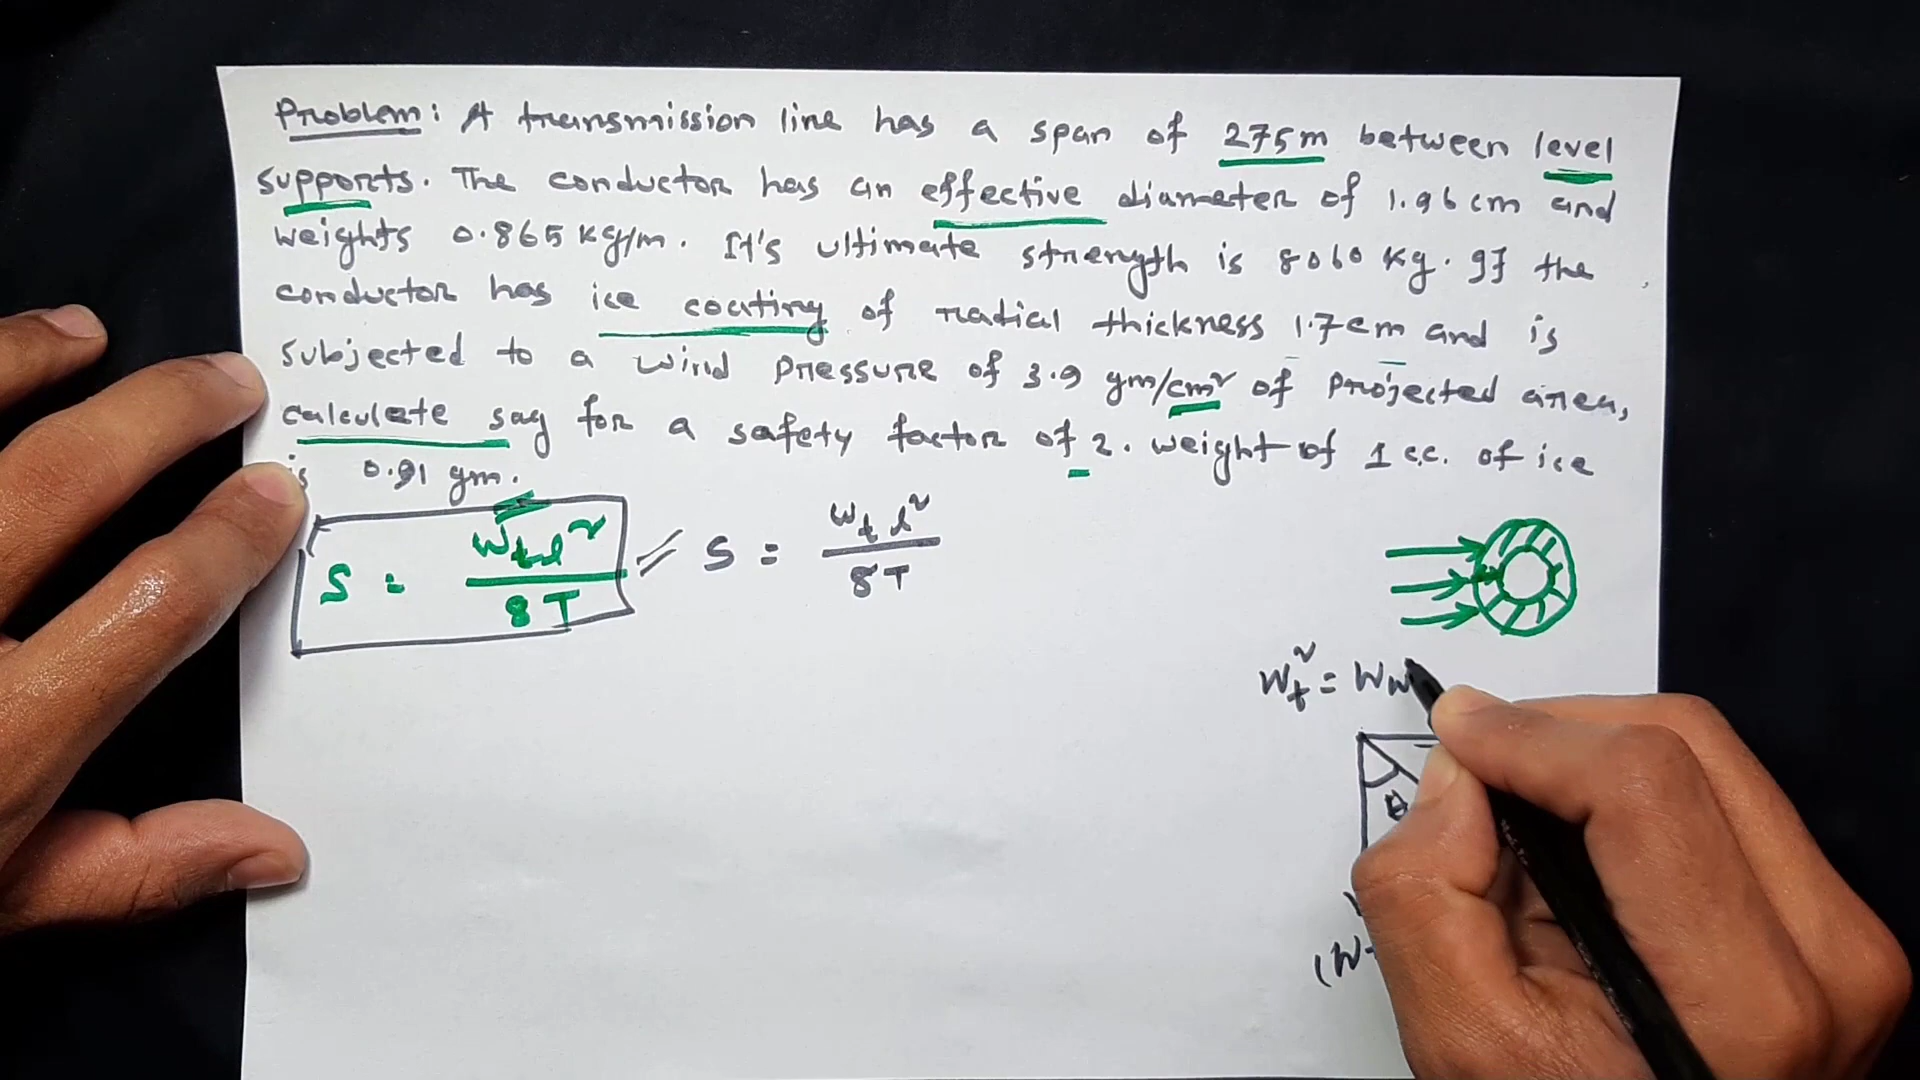 Problem: A transmission line has a span of 275m between level
supports. The conductor has an effective diameter of 1.96 cm and
weights 0.865 kg/m. It's ultimate strength is 8060 kg. If the
conductor has ice coating of radial thickness 1.7cm and is
subjected to a wind pressure of 3.9 gm/cm² of projected area,
calculate sag for a safety factor of 2. weight of 1 c.c. of ice
is 0.91 gm.
S = Wt l² / 8T
S = Wt l² / 8T
Wt² = Ww
θ
(W